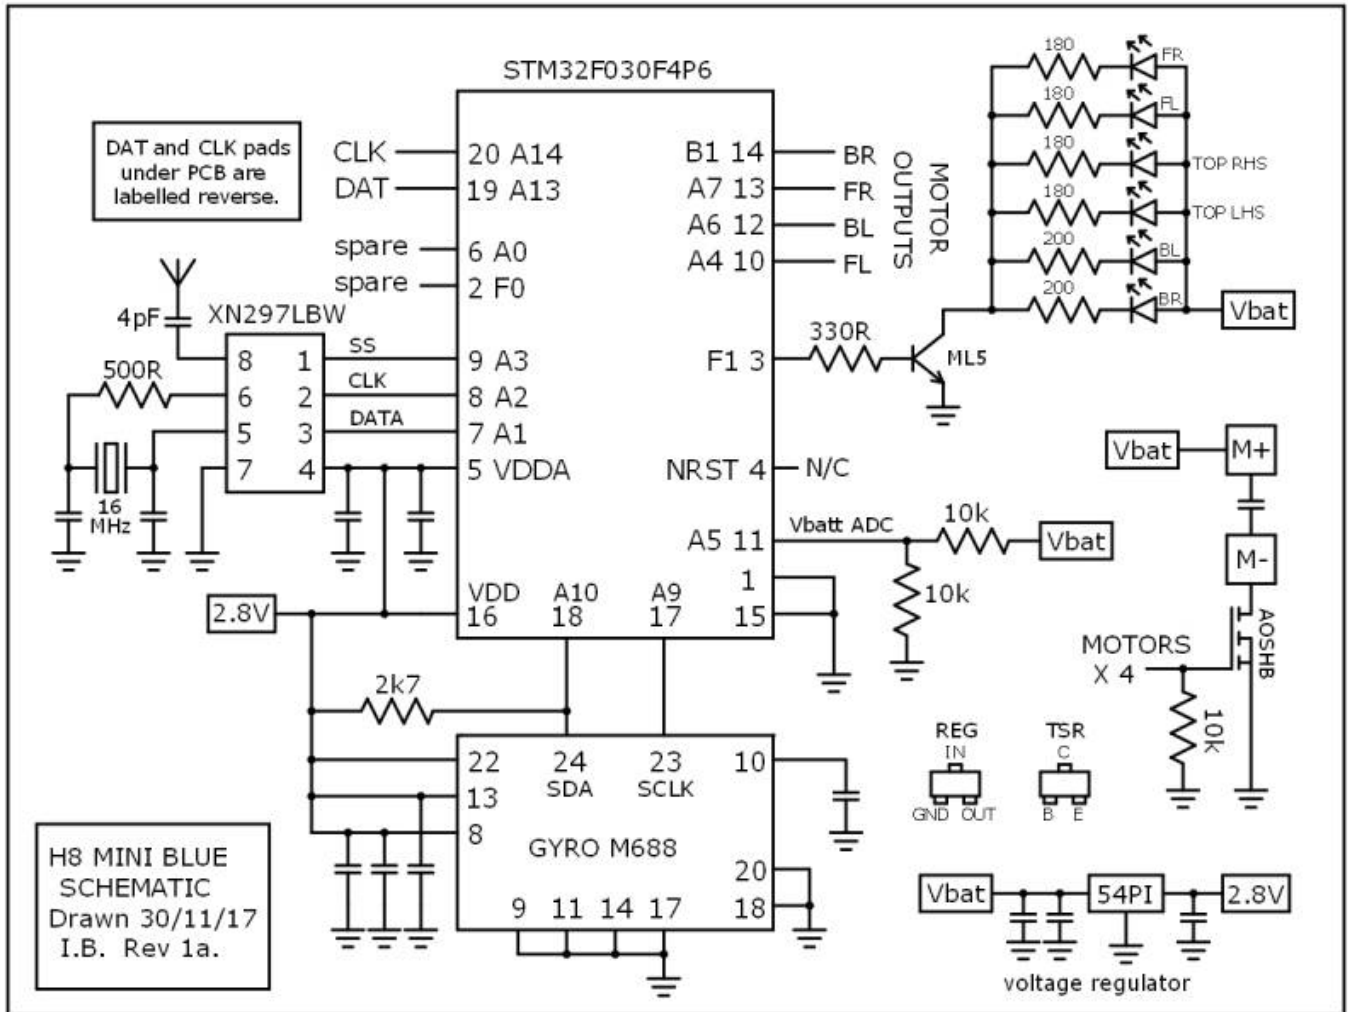 STM32F030F4P6
DAT and CLK pads
under PCB are
labelled reverse.
CLK
20 A14
DAT
19 A13
spare
6 A0
spare
2 F0
B1 14
BR
A7 13
FR
A6 12
BL
A4 10
FL
MOTOR
OUTPUTS
180
FR
180
FL
180
TOP RHS
180
TOP LHS
200
BL
200
BR
Vbat
4pF
XN297LBW
8
1
SS
9 A3
500R
6
2
CLK
8 A2
5
3
DATA
7 A1
7
4
5 VDDA
16
MHz
F1 3
330R
ML5
NRST 4
N/C
A5 11
Vbatt ADC
10k
Vbat
10k
1
15
Vbat
M+
M-
AOSHB
MOTORS
X 4
10k
2.8V
VDD
16
A10
18
A9
17
2k7
22
13
8
24
SDA
23
SCLK
10
GYRO M688
20
18
9
11
14
17
REG
IN
GND
OUT
TSR
C
B
E
H8 MINI BLUE
SCHEMATIC
Drawn 30/11/17
I.B. Rev 1a.
Vbat
54PI
2.8V
voltage regulator